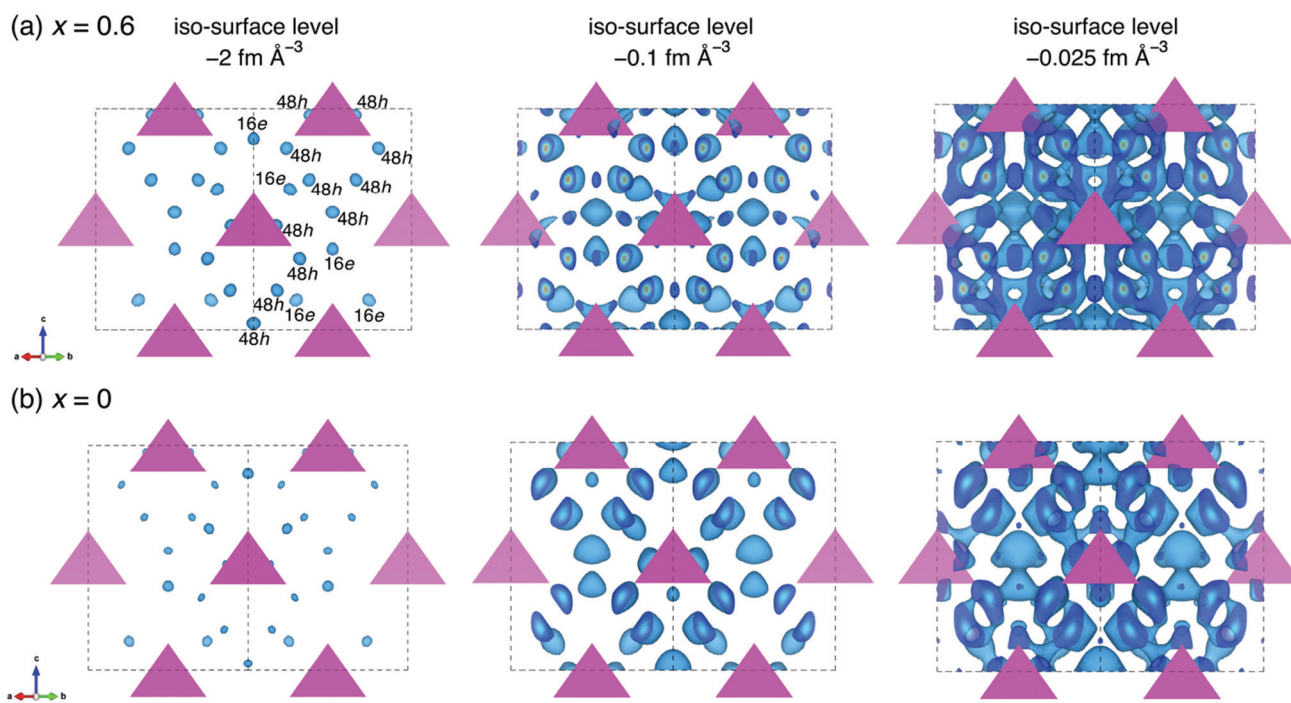 (a) x = 0.6
iso-surface level
−2 fm Å⁻³
iso-surface level
−0.1 fm Å⁻³
iso-surface level
−0.025 fm Å⁻³
48h 48h
16e
48h 48h
16e 48h 48h
48h
48h
48h 16e
48h 16e 16e
48h
c
a b
(b) x = 0
c
a b